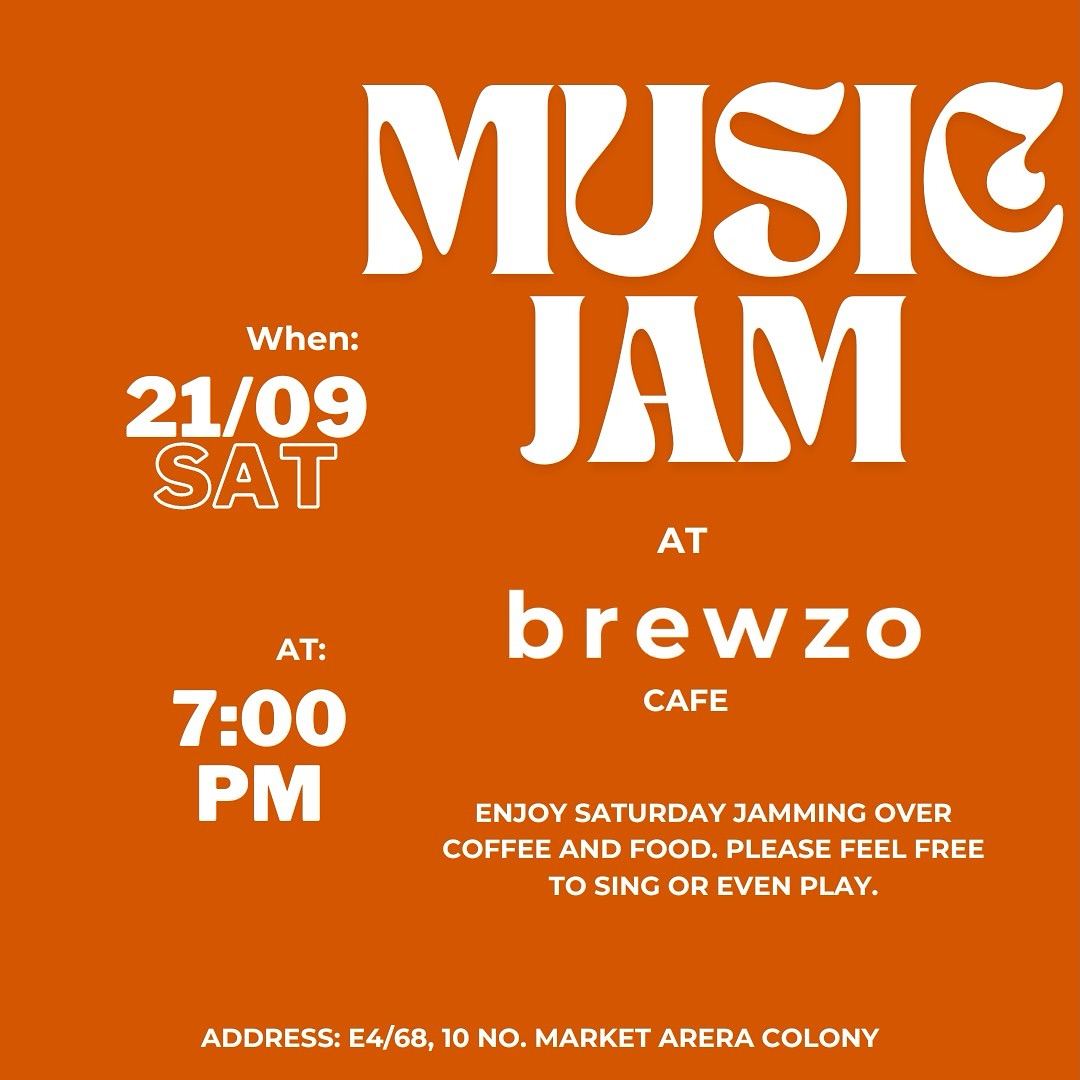 MUSIC
JAM
When:
21/09
SAT
AT
brewzo
CAFE
AT:
7:00
PM
ENJOY SATURDAY JAMMING OVER
COFFEE AND FOOD. PLEASE FEEL FREE
TO SING OR EVEN PLAY.
ADDRESS: E4/68, 10 NO. MARKET ARERA COLONY